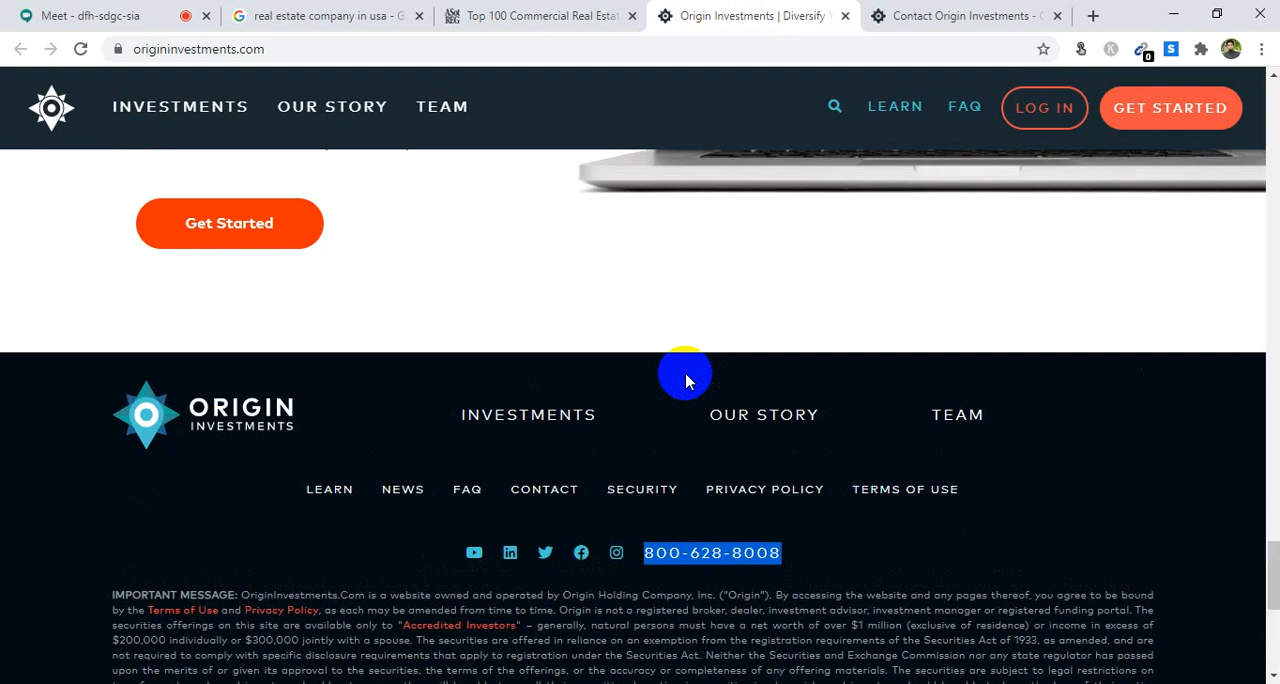 Meet - dfh-sdgc-sia
real estate company in usa - G
Top 100 Commercial Real Estat
Origin Investments | Diversify Y
Contact Origin Investments - C
origininvestments.com
0
INVESTMENTS OUR STORY TEAM
LEARN FAQ LOG IN GET STARTED
Get Started
ORIGIN
INVESTMENTS
INVESTMENTS OUR STORY TEAM
LEARN NEWS FAQ CONTACT SECURITY PRIVACY POLICY TERMS OF USE
800-628-8008
IMPORTANT MESSAGE: OriginInvestments.Com is a website owned and operated by Origin Holding Company, Inc. (“Origin”). By accessing the website and any pages thereof, you agree to be bound
by the Terms of Use and Privacy Policy, as each may be amended from time to time. Origin is not a registered broker, dealer, investment advisor, investment manager or registered funding portal. The
securities offerings on this site are available only to “Accredited Investors” – generally, natural persons must have a net worth of over $1 million (exclusive of residence) or income in excess of
$200,000 individually or $300,000 jointly with a spouse. The securities are offered in reliance on an exemption from the registration requirements of the Securities Act of 1933, as amended, and are
not required to comply with specific disclosure requirements that apply to registration under the Securities Act. Neither the Securities and Exchange Commission nor any state regulator has passed
upon the merits of or given its approval to the securities, the terms of the offerings, or the accuracy or completeness of any offering materials. The securities are subject to legal restrictions on